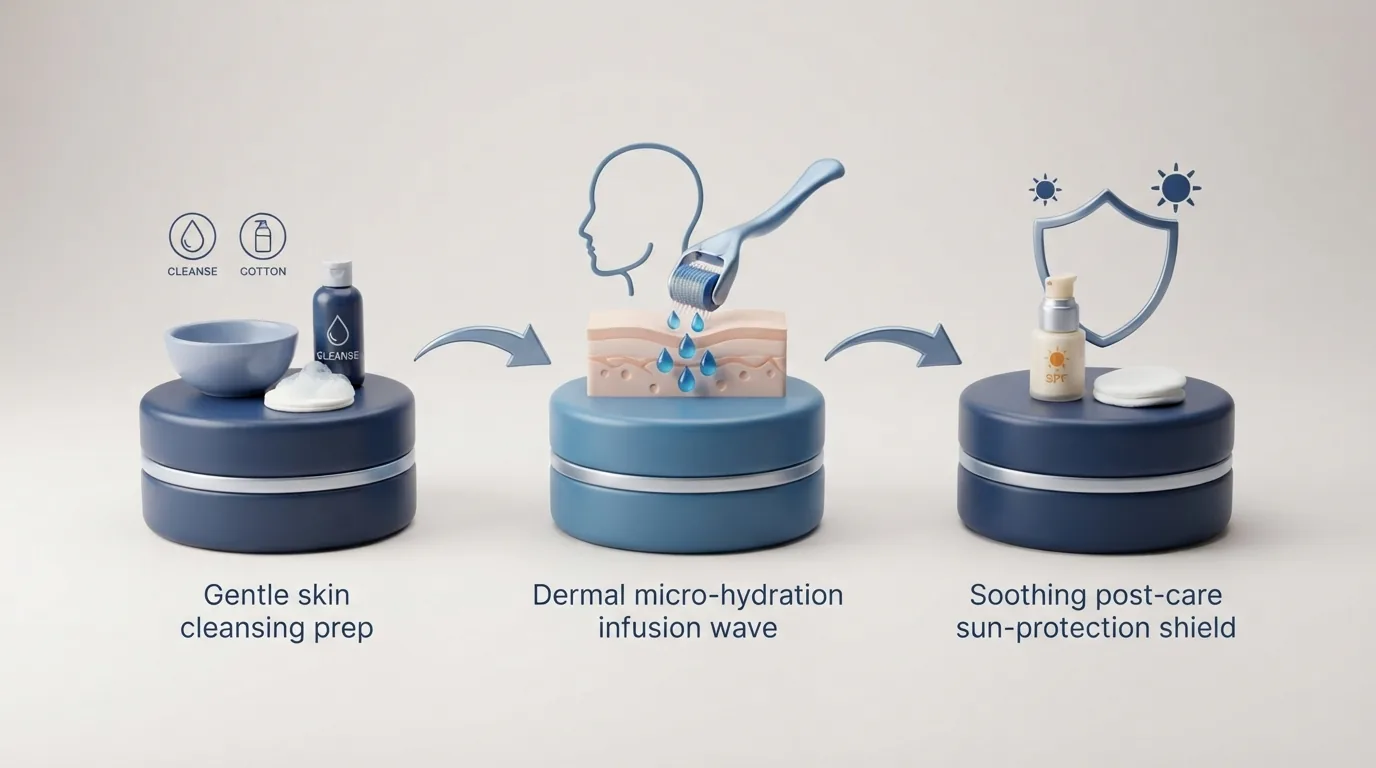 CLEANSE
COTTON
CLEANSE
SPF
Gentle skin
cleansing prep
Dermal micro-hydration
infusion wave
Soothing post-care
sun-protection shield